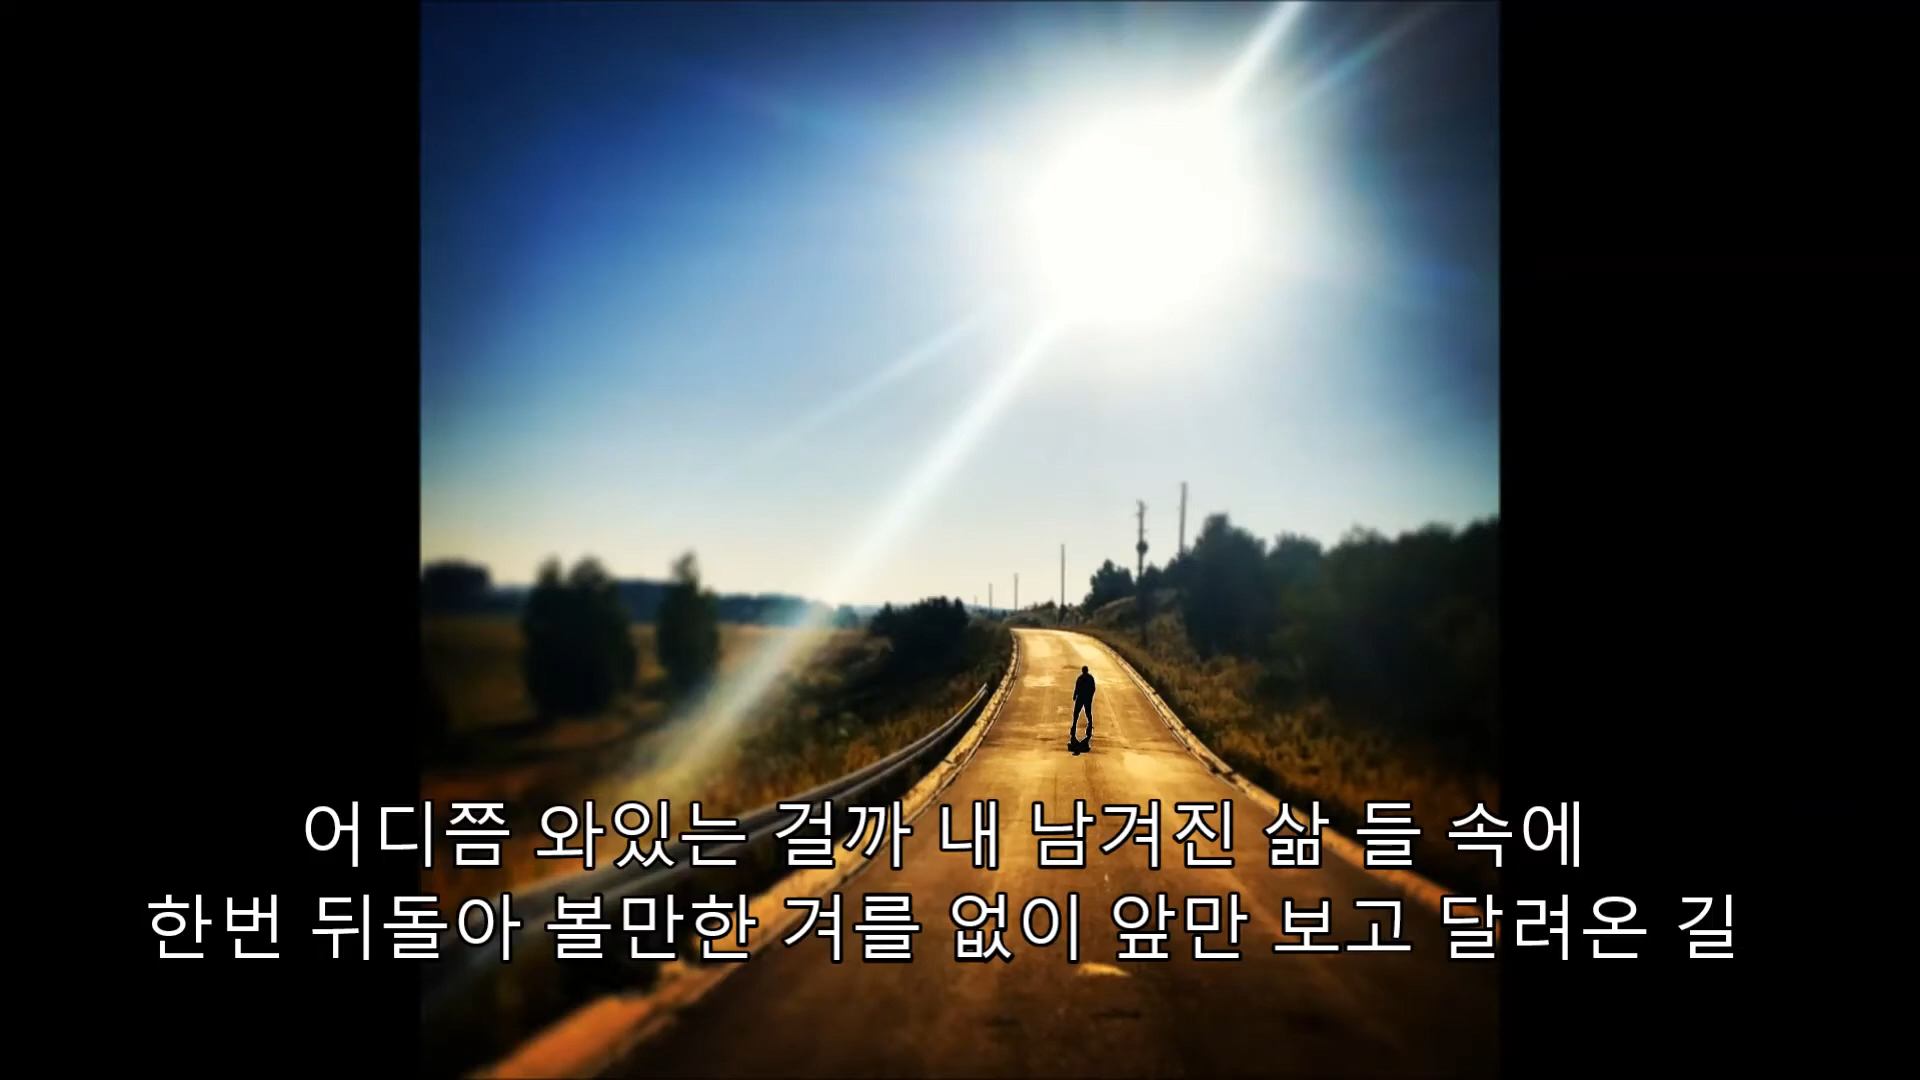 어디쯤 와있는 걸까 내 남겨진 삶 들 속에
한번 뒤돌아 볼만한 겨를 없이 앞만 보고 달려온 길